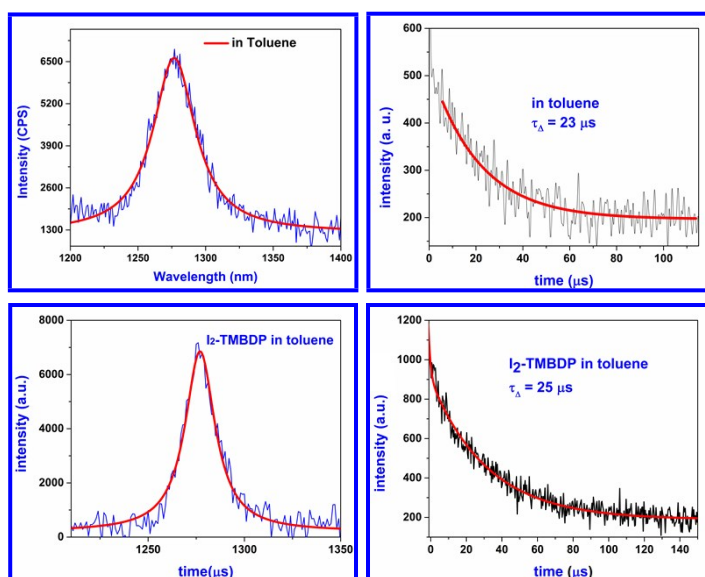 6500
5200
3900
2600
1300
Intensity (CPS)
in Toluene
1200 1250 1300 1350 1400
Wavelength (nm)
600
500
400
300
200
intensity (a. u.)
in toluene
τΔ = 23 μs
0 20 40 60 80 100
time (μs)
8000
6000
4000
2000
0
intensity (a.u.)
I2-TMBDP in toluene
1250 1300 1350
time(μs)
1200
1000
800
600
400
200
intensity (a.u.)
I2-TMBDP in toluene
τΔ = 25 μs
0 20 40 60 80 100 120 140
time (μs)